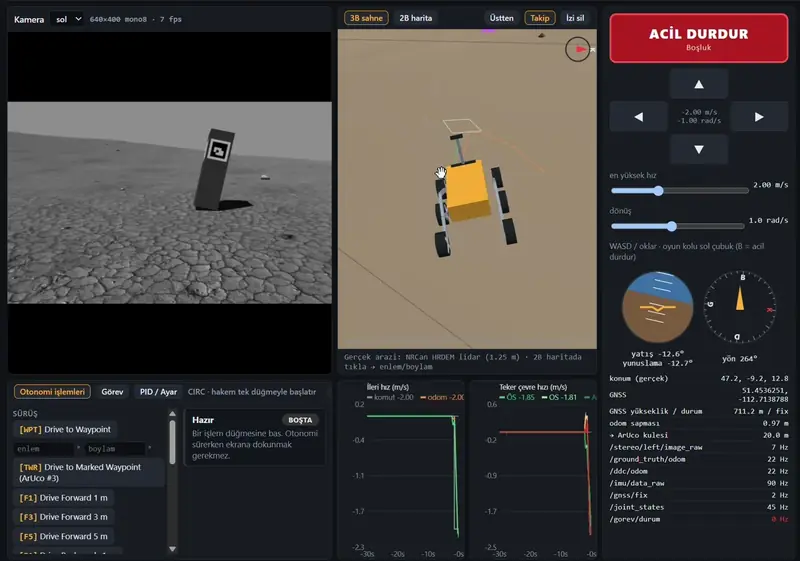 Kamera sol 640×400 mono8 · 7 fps
3B sahne 2B harita Üstten Takip İzi sil
Gerçek arazi: NRCan HRDEM lidar (1.25 m) · 2B haritada
tıkla → enlem/boylam
ACİL DURDUR
Boşluk
-2.00 m/s
-1.00 rad/s
en yüksek hız
2.00 m/s
dönüş
1.0 rad/s
WASD / oklar · oyun kolu sol çubuk (B = acil
durdur)
B
G
D
K
yatış -12.6°
yunuslama -12.7°
yön 264°
konum (gerçek) 47.2, -9.2, 12.8
GNSS 51.4536251,
-112.7138788
GNSS yükseklik / durum 711.2 m / fix
odom sapması 0.97 m
→ ArUco kulesi 20.0 m
/stereo/left/image_raw 7 Hz
/ground_truth/odom 22 Hz
/ddc/odom 22 Hz
/imu/data_raw 90 Hz
/gnss/fix 2 Hz
/joint_states 45 Hz
/gorev/durum 0 Hz
Otonomi işlemleri Görev PID / Ayar CIRC · hakem tek düğmeyle başlatır
SÜRÜŞ
[WPT] Drive to Waypoint
enlem boylam
[TWR] Drive to Marked Waypoint
(ArUco #3)
[F1] Drive Forward 1 m
[F3] Drive Forward 3 m
[F5] Drive Forward 5 m
Hazır BOŞTA
Bir işlem düğmesine bas. Otonomi
sürerken ekrana dokunmak
gerekmez.
İleri hız (m/s)
komut -2.00 odom -2.00
0.2
-0.4
-1.1
-1.7
-2.3
-30s -20s -10s -0s
Teker çevre hızı (m/s)
ÖS -1.85 OS -1.81
0.6
-0.2
-0.9
-1.7
-2.5
-30s -20s -10s -0s